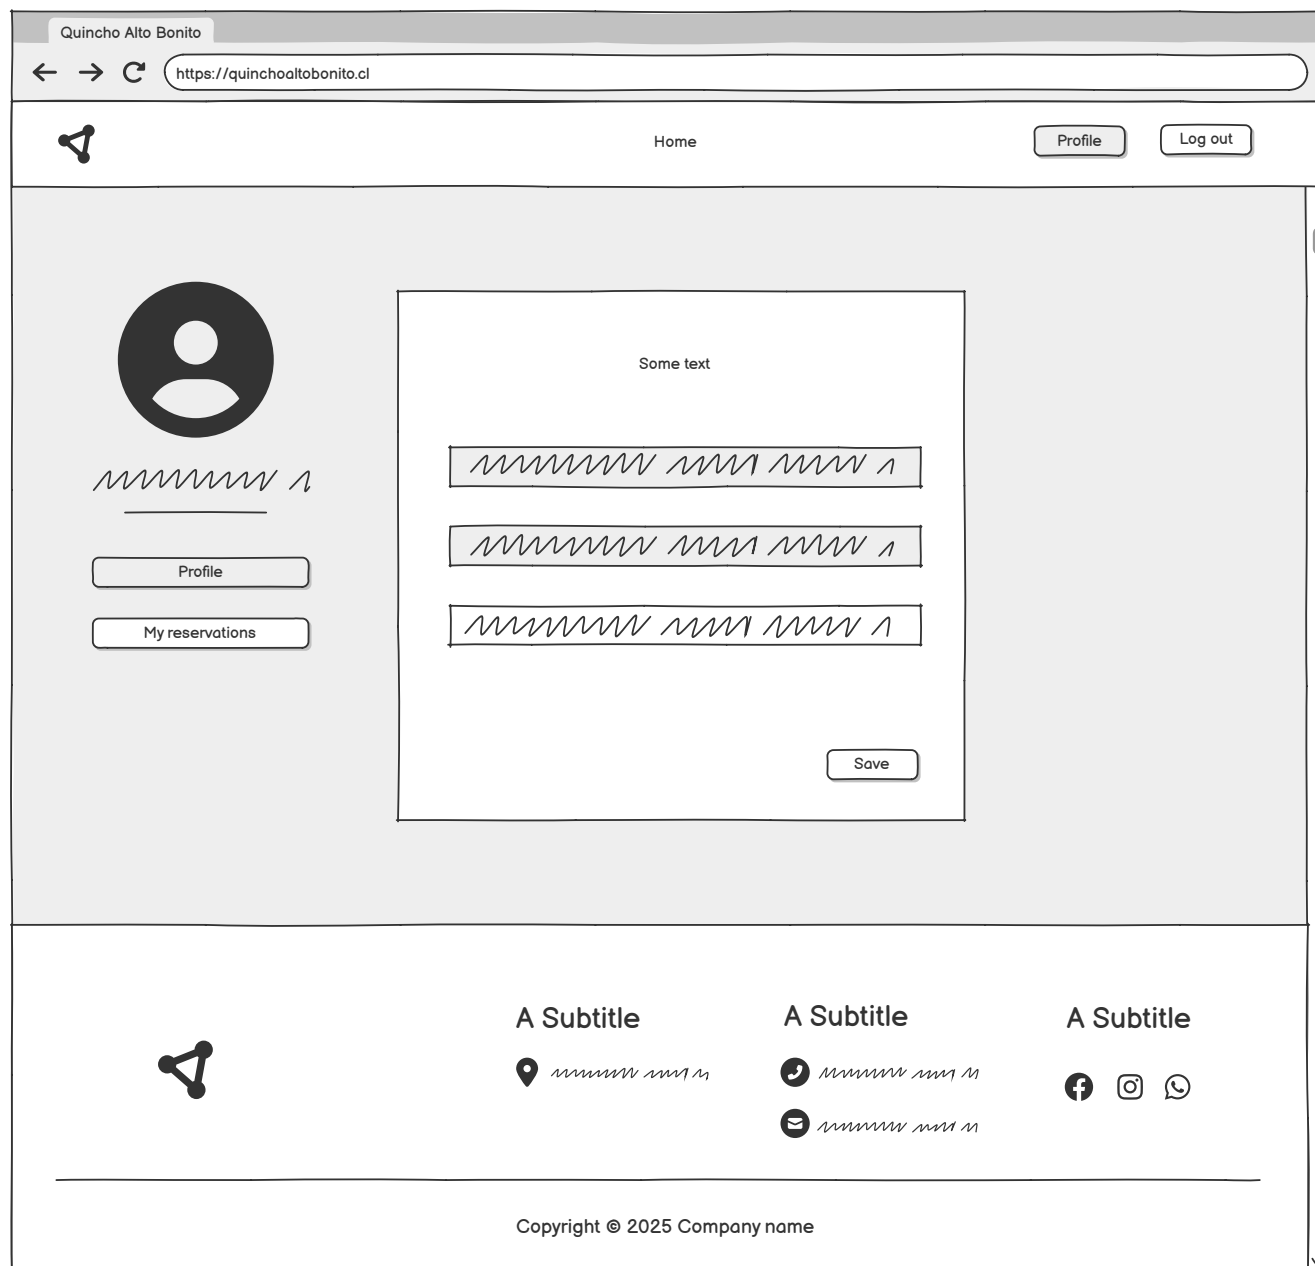 Quincho Alto Bonito
https://quinchoaltobonito.cl
Home
Profile
Log out
Some text
Profile
My reservations
Save
A Subtitle
A Subtitle
A Subtitle
Copyright © 2025 Company name